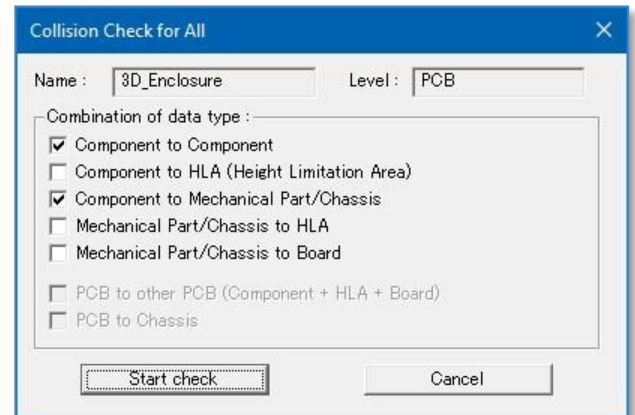 Collision Check for All
Name : 3D_Enclosure Level : PCB
Combination of data type :
Component to Component
Component to HLA (Height Limitation Area)
Component to Mechanical Part/Chassis
Mechanical Part/Chassis to HLA
Mechanical Part/Chassis to Board
PCB to other PCB (Component + HLA + Board)
PCB to Chassis
Start check Cancel